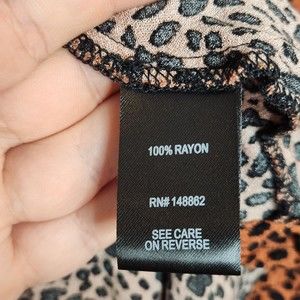 100% RAYON
RN# 148862
SEE CARE
ON REVERSE